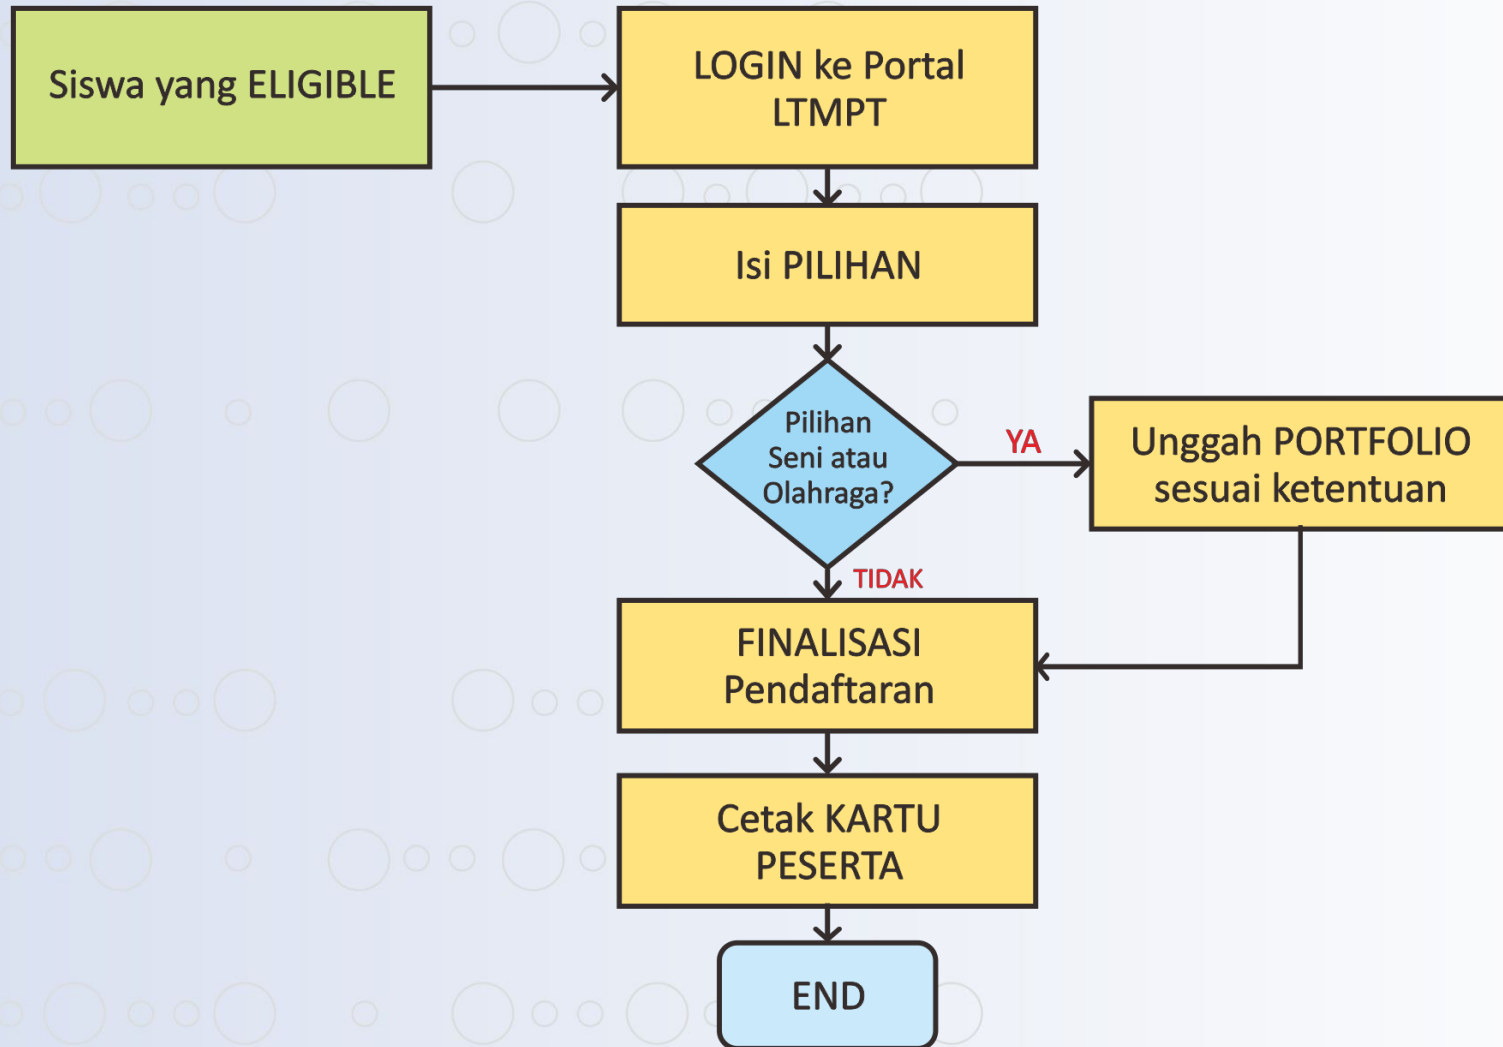 Siswa yang ELIGIBLE
LOGIN ke Portal
LTMPT
Isi PILIHAN
Pilihan
Seni atau
Olahraga?
YA
Unggah PORTFOLIO
sesuai ketentuan
TIDAK
FINALISASI
Pendaftaran
Cetak KARTU
PESERTA
END